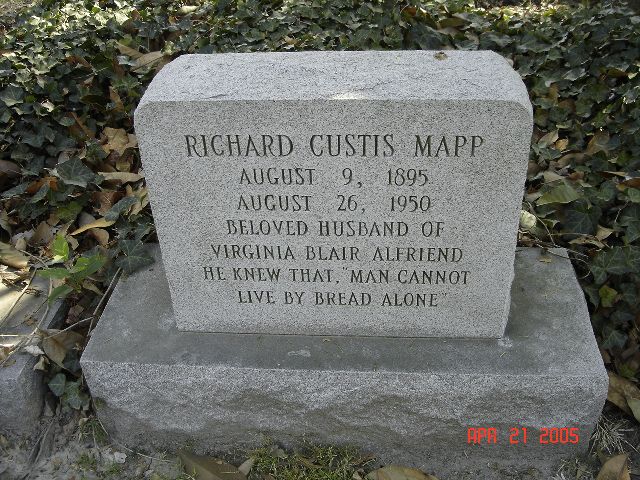 RICHARD CUSTIS MAPP
AUGUST 9, 1895
AUGUST 26, 1950
BELOVED HUSBAND OF
VIRGINIA BLAIR ALFRIEND
HE KNEW THAT, "MAN CANNOT
LIVE BY BREAD ALONE"
APR 21 2005